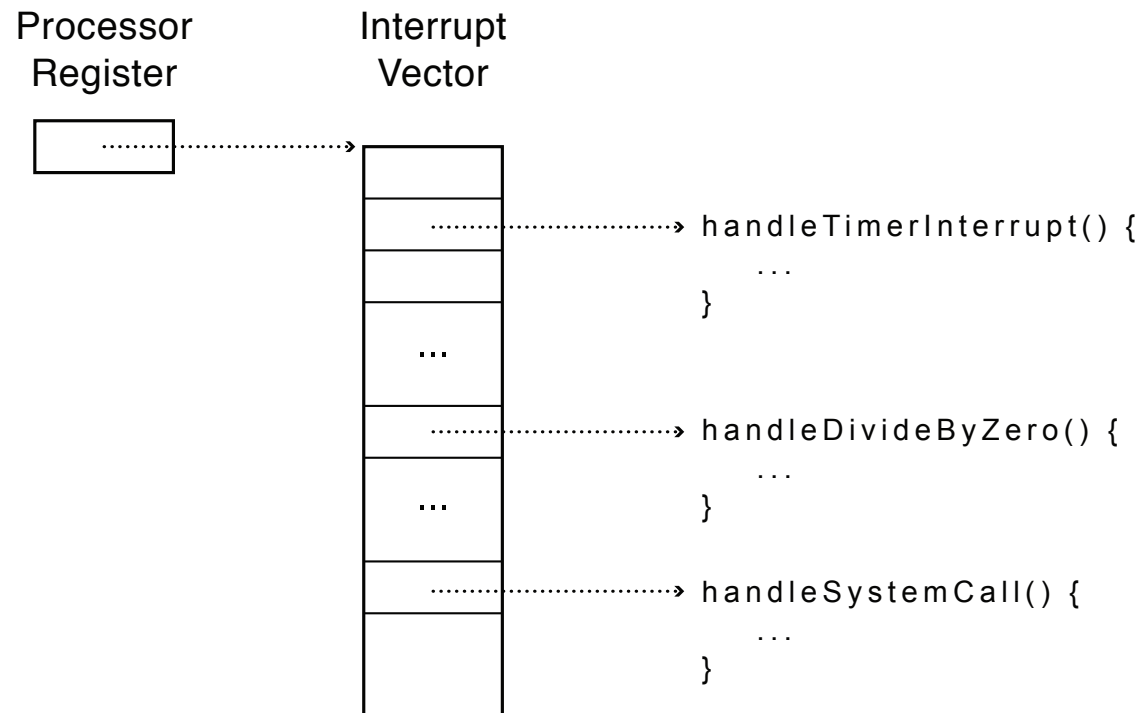 Processor
Register
Interrupt
Vector
handleTimerInterrupt() {
...
}
...
handleDivideByZero() {
...
}
...
handleSystemCall() {
...
}